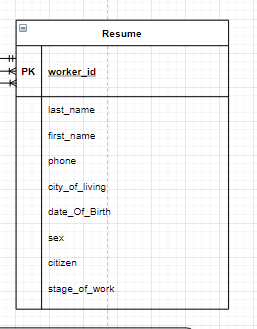 Resume
PK worker_id
last_name
first_name
phone
city_of_living
date_Of_Birth
sex
citizen
stage_of_work